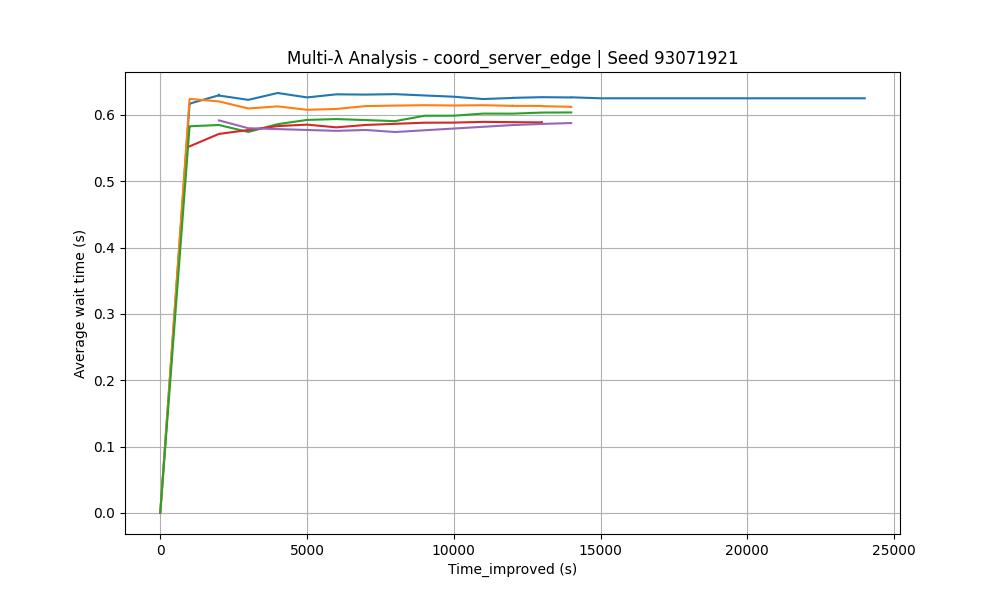 Multi-λ Analysis - coord_server_edge | Seed 93071921
Average wait time (s)
0.6
0.5
0.4
0.3
0.2
0.1
0.0
0 5000 10000 15000 20000 25000
Time_improved (s)